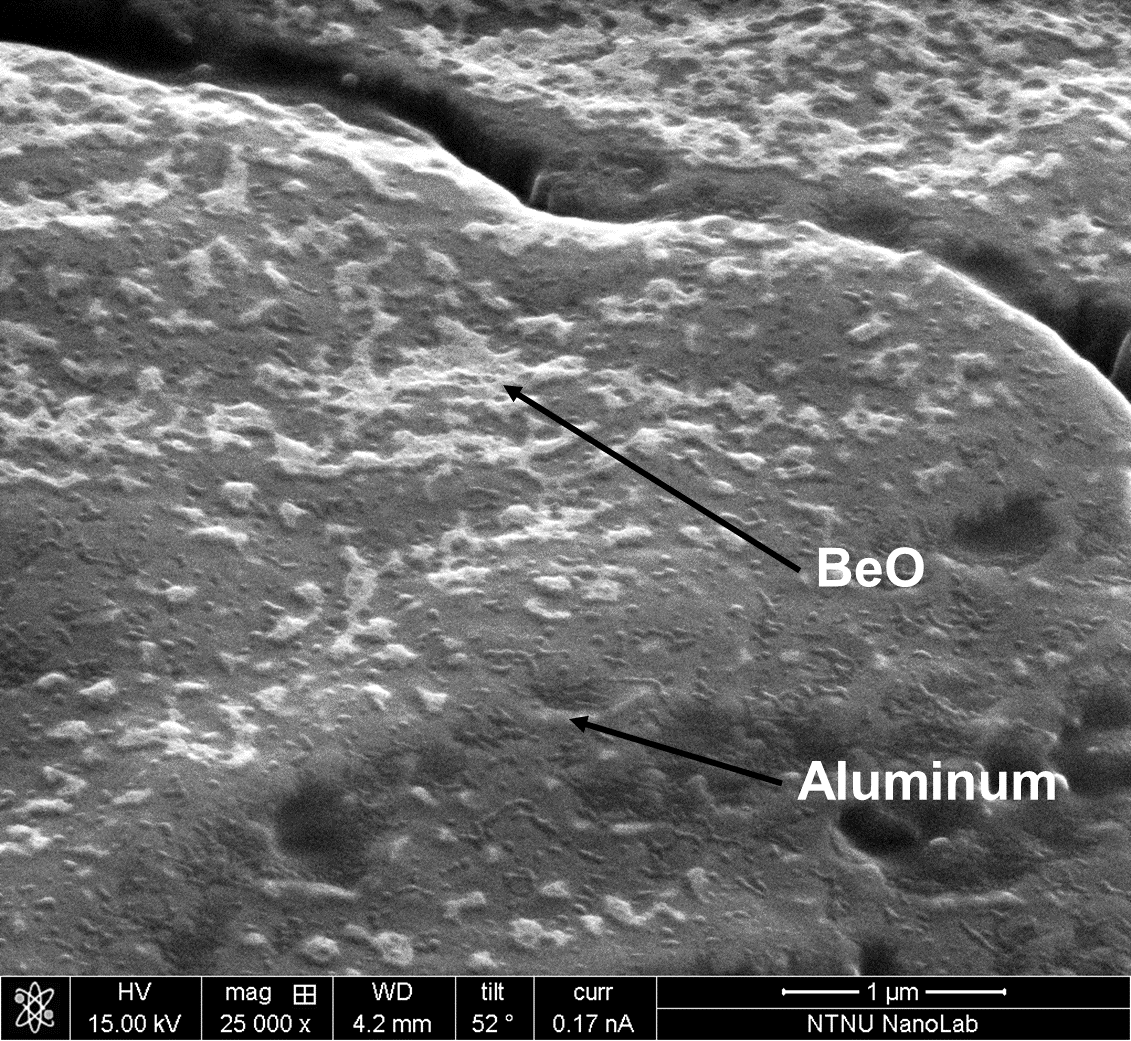 BeO
Aluminum
HV mag WD tilt curr 1 µm
15.00 kV 25 000 x 4.2 mm 52 ° 0.17 nA NTNU NanoLab